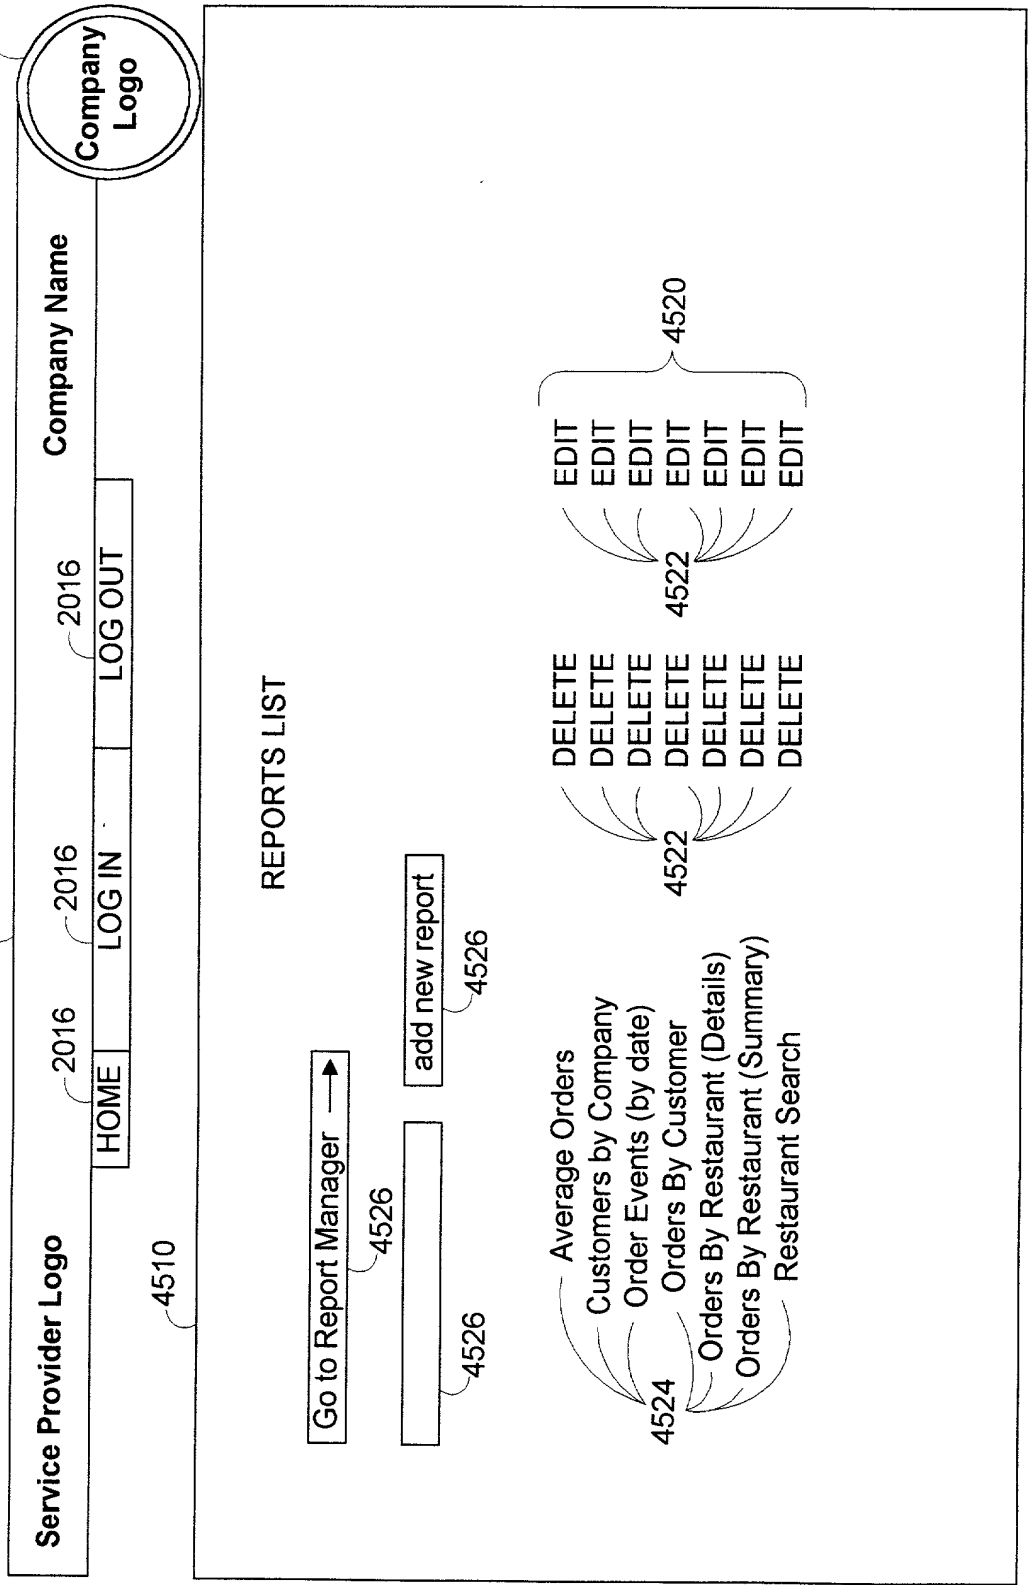 Service Provider Logo
Company Name
Company
Logo
2016
2016
2016
HOME
LOG IN
LOG OUT
4510
REPORTS LIST
Go to Report Manager
4526
add new report
4526
4526
Average Orders DELETE EDIT
Customers by Company DELETE EDIT
Order Events (by date) DELETE EDIT
4524 Orders By Customer 4522 DELETE 4522 EDIT 4520
Orders By Restaurant (Details) DELETE EDIT
Orders By Restaurant (Summary) DELETE EDIT
Restaurant Search DELETE EDIT